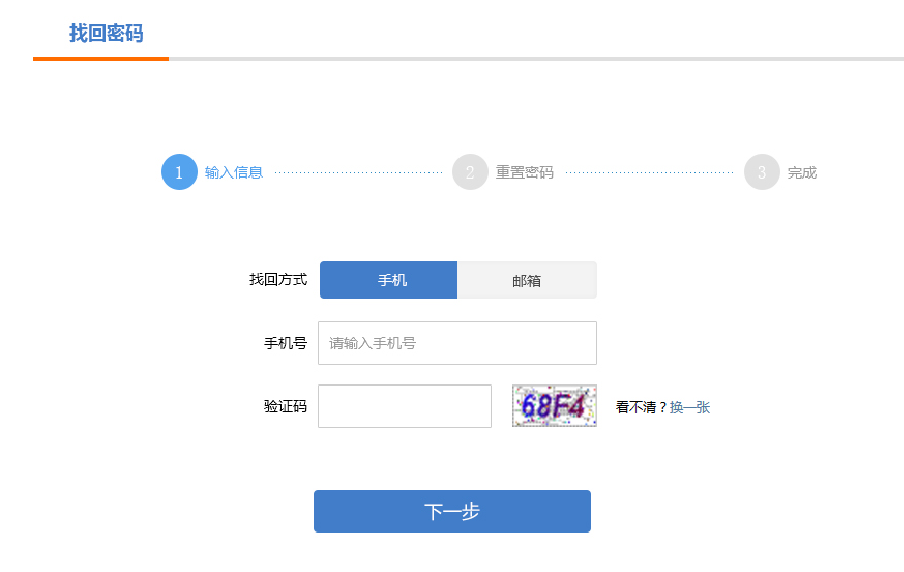 找回密码
1 输入信息 2 重置密码 3 完成
找回方式 手机 邮箱
手机号 请输入手机号
验证码 68F4 看不清？换一张
下一步